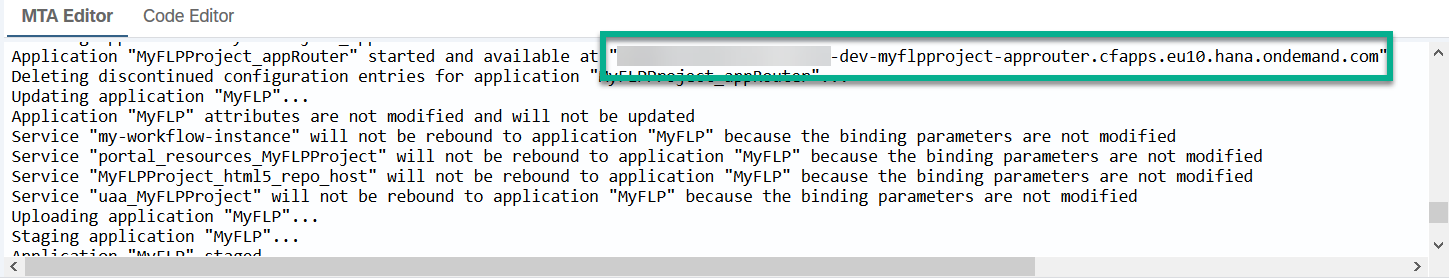 MTA Editor Code Editor
Application "MyFLPProject_appRouter" started and available at "-dev-myflpproject-approuter.cfapps.eu10.hana.ondemand.com"
Deleting discontinued configuration entries for application "MyFLPProject_appRouter"...
Updating application "MyFLP"...
Application "MyFLP" attributes are not modified and will not be updated
Service "my-workflow-instance" will not be rebound to application "MyFLP" because the binding parameters are not modified
Service "portal_resources_MyFLPProject" will not be rebound to application "MyFLP" because the binding parameters are not modified
Service "MyFLPProject_html5_repo_host" will not be rebound to application "MyFLP" because the binding parameters are not modified
Service "uaa_MyFLPProject" will not be rebound to application "MyFLP" because the binding parameters are not modified
Uploading application "MyFLP"...
Staging application "MyFLP"...
Application "MyFLP" staged